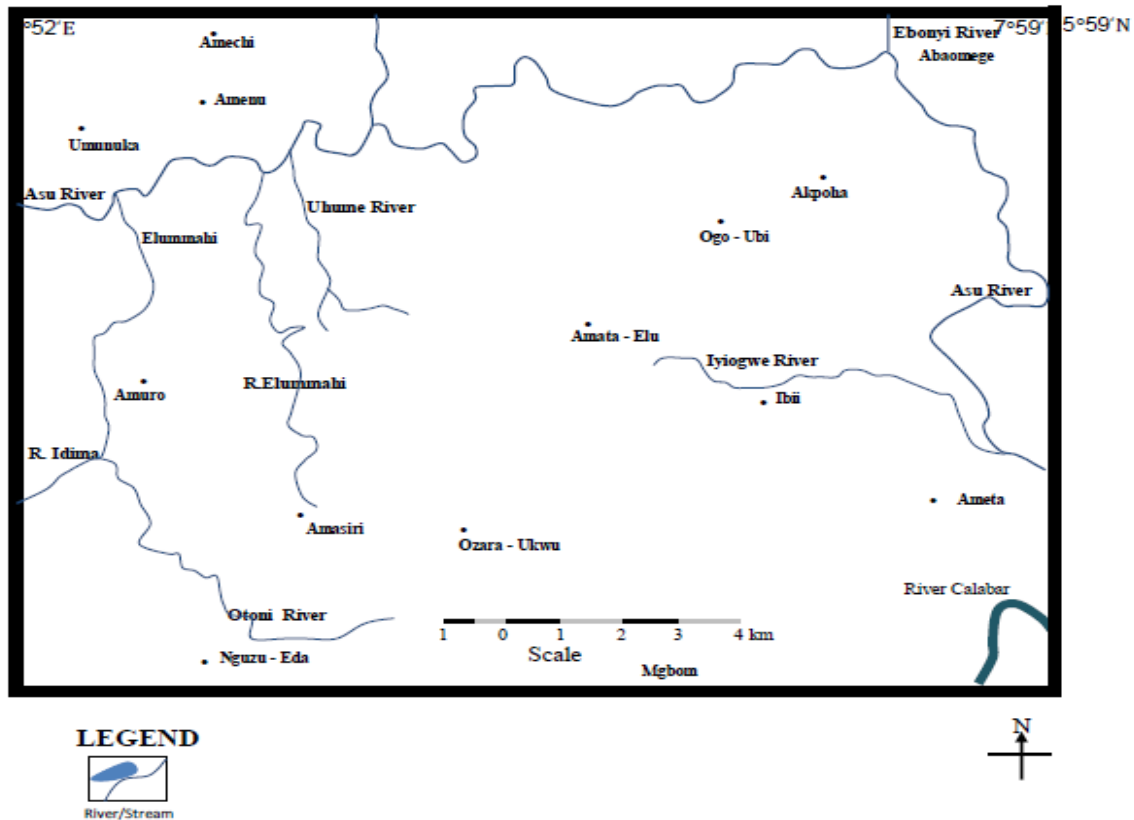 °52′E
7°59′
5°59′N
Amechi
Ebonyi River
Abaomege
Amenu
Umunuka
Asu River
Uhume River
Akpoha
Elummahi
Ogo - Ubi
Asu River
Amata - Elu
Iyiogwe River
R.Elummahi
Amuro
Ibii
R. Idima
Ameta
Amasiri
Ozara - Ukwu
River Calabar
Otoni River
1 0 1 2 3 4 km
Scale
Nguzu - Eda
Mgbom
LEGEND
N
River/Stream